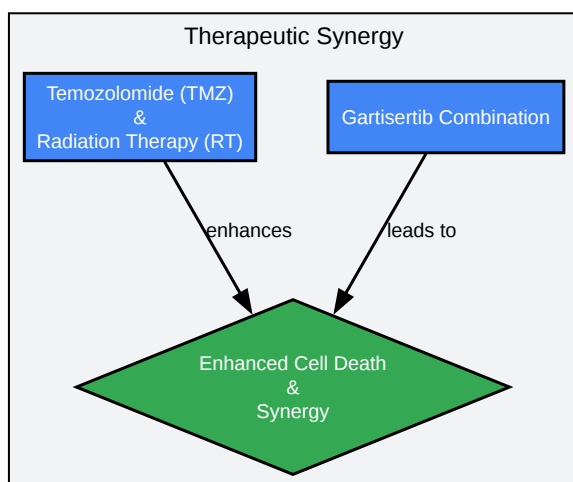 Therapeutic Synergy
Temozolomide (TMZ)
&
Radiation Therapy (RT)
Gartisertib Combination
enhances
leads to
Enhanced Cell Death
&
Synergy